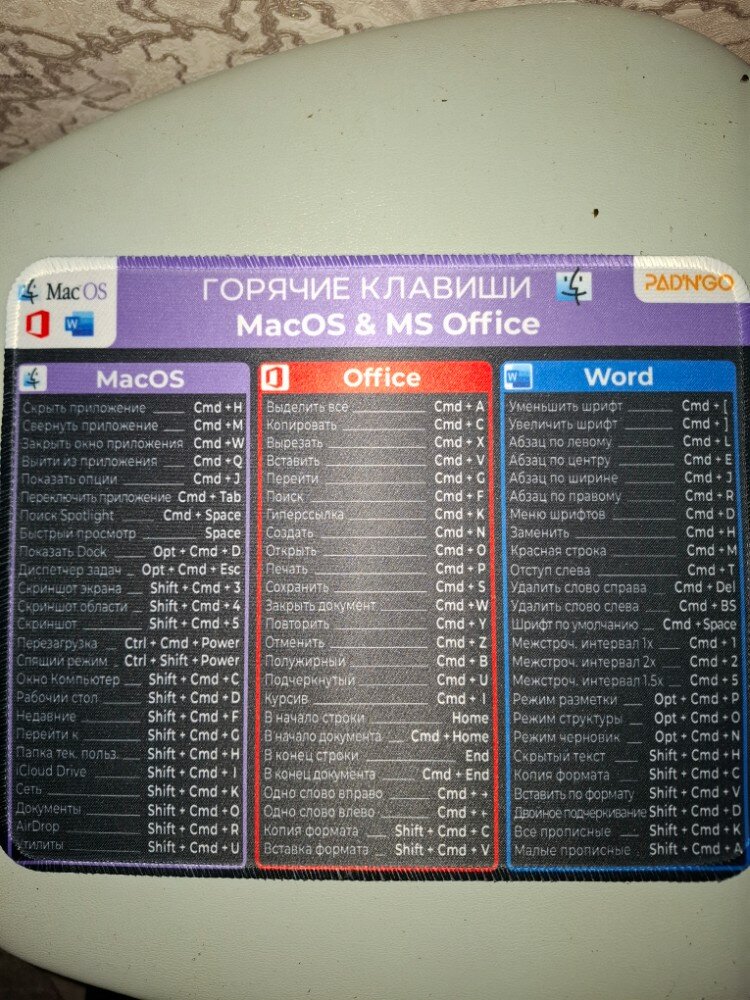 Mac OS
ГОРЯЧИЕ КЛАВИШИ
MacOS & MS Office
PAD'N'GO
MacOS
Скрыть приложение Cmd + H
Свернуть приложение Cmd +M
Закрыть окно приложения Cmd +W
Выйти из приложения Cmd +Q
Показать опции Cmd + J
Переключить приложение Cmd + Tab
Поиск Spotlight Cmd + Space
Быстрый просмотр Space
Показать Dock Opt + Cmd + D
Диспетчер задач Opt + Cmd + Esc
Скриншот экрана Shift + Cmd + 3
Скриншот области Shift + Cmd + 4
Скриншот Shift + Cmd + 5
Перезагрузка Ctrl + Cmd + Power
Спящий режим Ctrl + Shift + Power
Окно Компьютер Shift + Cmd + C
Рабочий стол Shift + Cmd + D
Недавние Shift + Cmd + F
Перейти к Shift + Cmd + G
Папка тек. польз. Shift + Cmd + H
iCloud Drive Shift + Cmd + I
Сеть Shift + Cmd + K
Документы Shift + Cmd + O
AirDrop Shift + Cmd + R
Утилиты Shift + Cmd + U
Office
Выделить все Cmd + A
Копировать Cmd + C
Вырезать Cmd + X
Вставить Cmd + V
Перейти Cmd + G
Поиск Cmd + F
Гиперссылка Cmd + K
Создать Cmd + N
Открыть Cmd + O
Печать Cmd + P
Сохранить Cmd + S
Закрыть документ Cmd +W
Повторить Cmd + Y
Отменить Cmd + Z
Полужирный Cmd + B
Подчеркнутый Cmd + U
Курсив Cmd + I
В начало строки Home
В начало документа Cmd + Home
В конец строки End
В конец документа Cmd + End
Одно слово вправо Cmd + →
Одно слово влево Cmd + ←
Копия формата Shift + Cmd + C
Вставка формата Shift + Cmd + V
Word
Уменьшить шрифт Cmd + [
Увеличить шрифт Cmd + ]
Абзац по левому Cmd + L
Абзац по центру Cmd + E
Абзац по ширине Cmd + J
Абзац по правому Cmd + R
Меню шрифтов Cmd + D
Заменить Cmd + H
Красная строка Cmd + M
Отступ слева Cmd + T
Удалить слово справа Cmd + Del
Удалить слово слева Cmd + BS
Шрифт по умолчанию Cmd +Space
Межстроч. интервал 1x Cmd + 1
Межстроч. интервал 2x Cmd + 2
Межстроч. интервал 1.5x Cmd + 5
Режим разметки Opt + Cmd + P
Режим структуры Opt + Cmd + O
Режим черновик Opt + Cmd + N
Скрытый текст Shift + Cmd + H
Копия формата Shift + Cmd + C
Вставить по формату Shift + Cmd + V
Двойное подчеркивание Shift + Cmd + D
Все прописные Shift + Cmd + K
Малые прописные Shift + Cmd + A